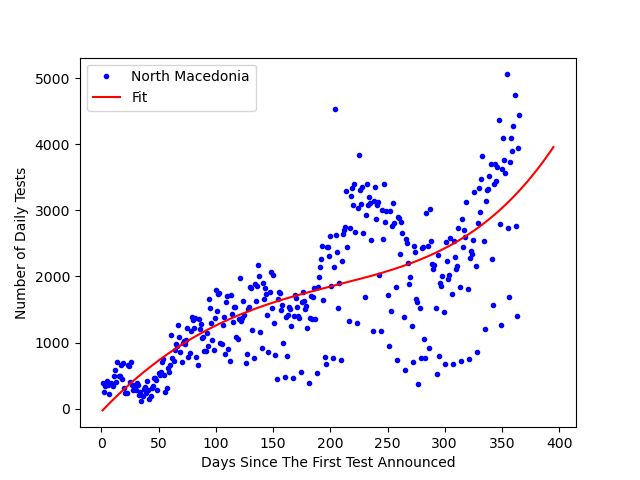 North Macedonia
Fit
5000
4000
3000
2000
1000
0
Number of Daily Tests
0 50 100 150 200 250 300 350 400
Days Since The First Test Announced